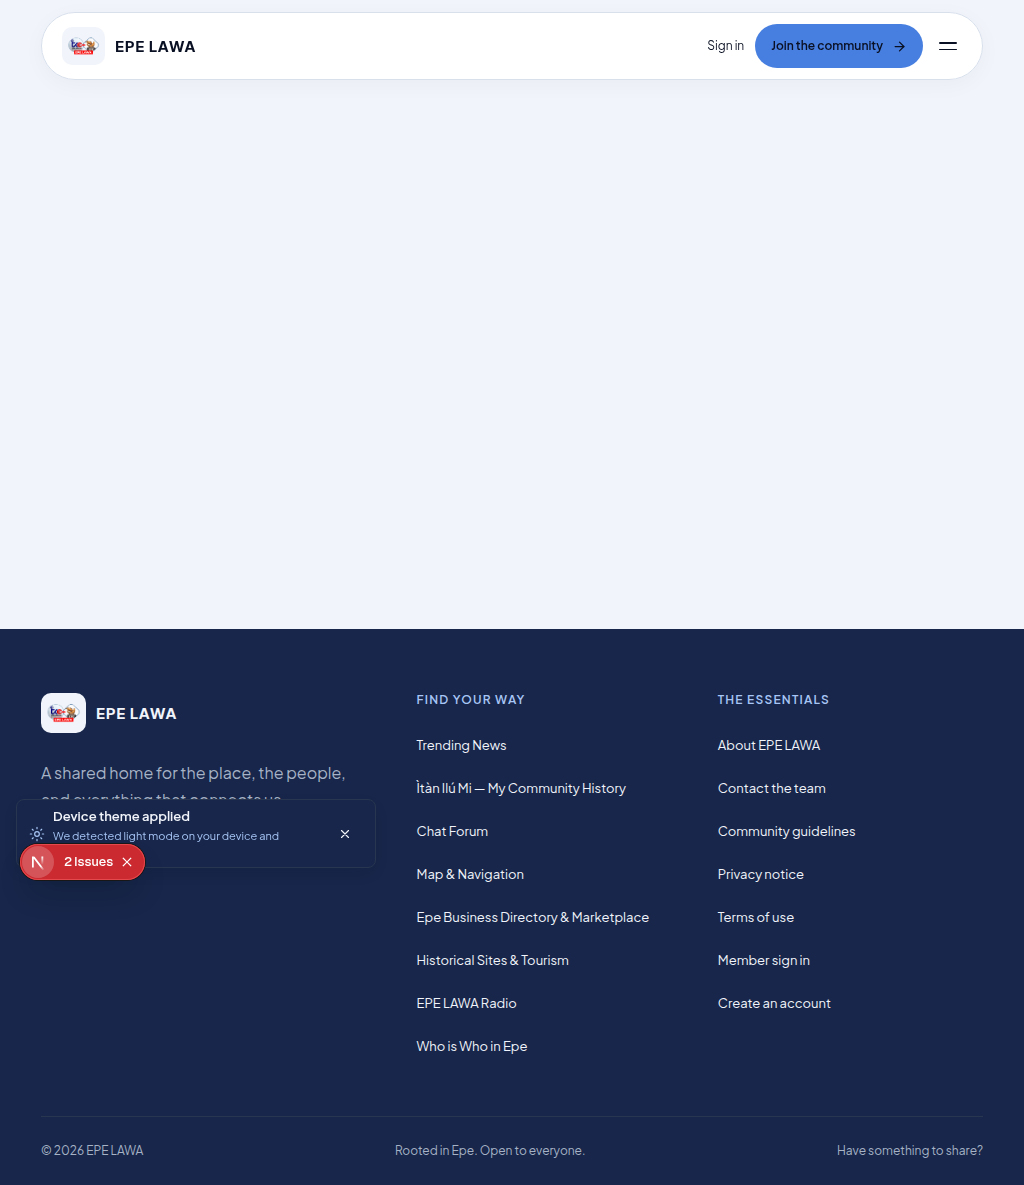 EPE LAWA
Sign in
Join the community
EPE LAWA
A shared home for the place, the people,
Device theme applied
We detected light mode on your device and
2 Issues
FIND YOUR WAY
Trending News
Ìtàn Ilú Mi — My Community History
Chat Forum
Map & Navigation
Epe Business Directory & Marketplace
Historical Sites & Tourism
EPE LAWA Radio
Who is Who in Epe
THE ESSENTIALS
About EPE LAWA
Contact the team
Community guidelines
Privacy notice
Terms of use
Member sign in
Create an account
© 2026 EPE LAWA
Rooted in Epe. Open to everyone.
Have something to share?